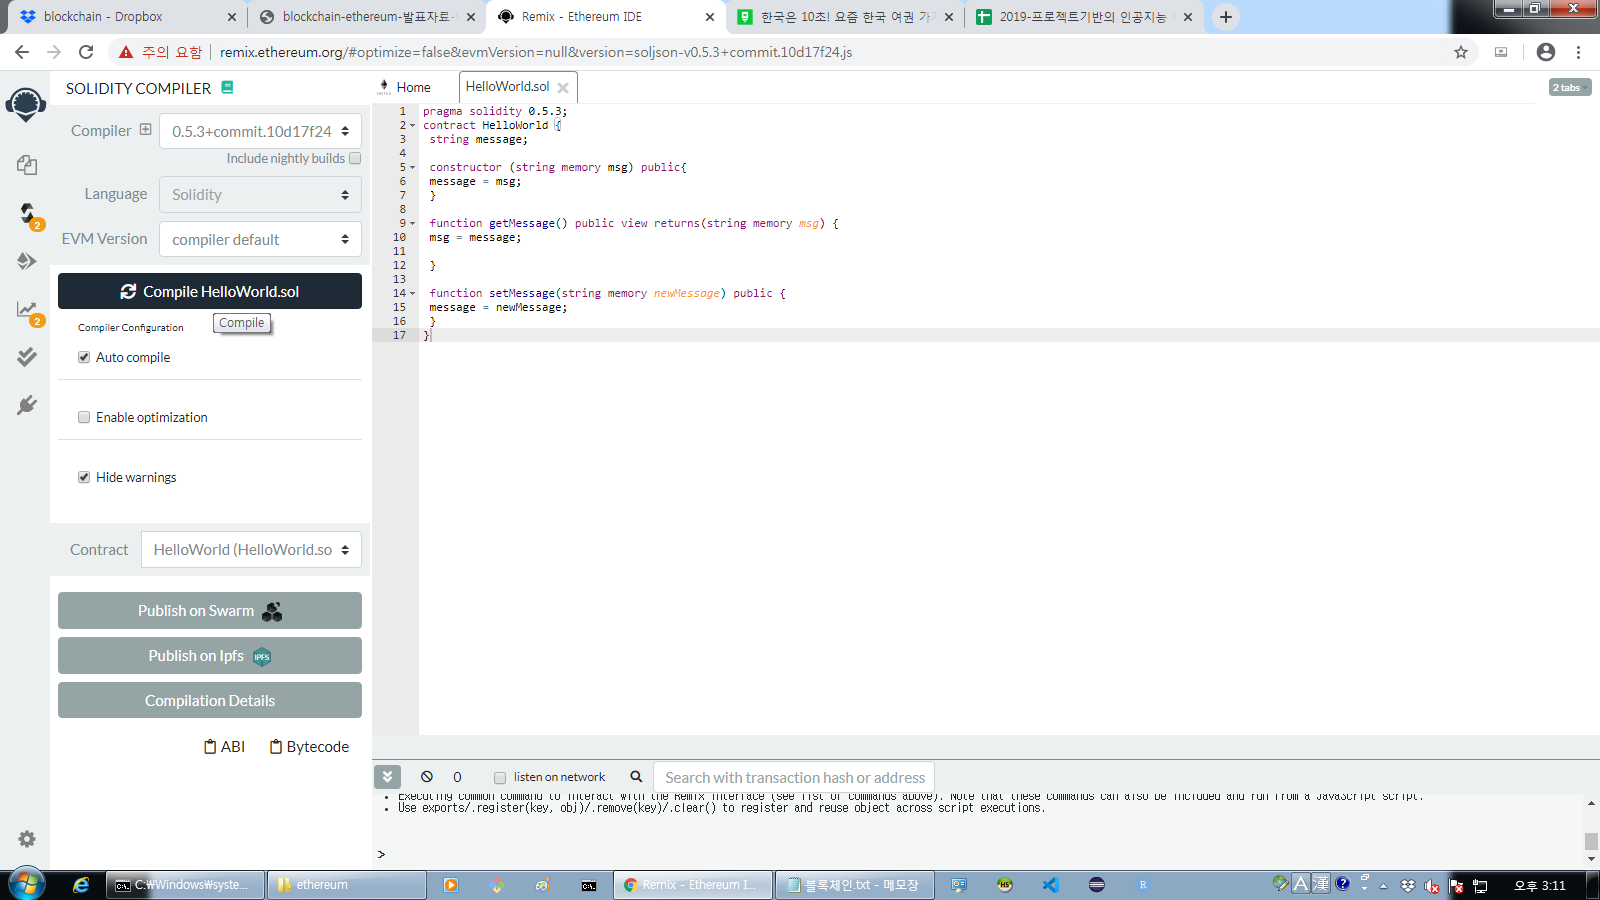 blockchain - Dropbox
blockchain-ethereum-발표자료-
Remix - Ethereum IDE
한국은 10초! 요즘 한국 여권 가
2019-프로젝트기반의 인공지능
주의 요함
remix.ethereum.org/#optimize=false&evmVersion=null&version=soljson-v0.5.3+commit.10d17f24.js
SOLIDITY COMPILER
Home
HelloWorld.sol
2 tabs
Compiler
0.5.3+commit.10d17f24
Include nightly builds
Language
Solidity
EVM Version
compiler default
2
Compile HelloWorld.sol
Compile
Compiler Configuration
2
Auto compile
Enable optimization
Hide warnings
Contract
HelloWorld (HelloWorld.so
Publish on Swarm
Publish on Ipfs
IPFS
Compilation Details
ABI
Bytecode
1 pragma solidity 0.5.3;
2 contract HelloWorld {
3 string message;
4
5 constructor (string memory msg) public{
6 message = msg;
7 }
8
9 function getMessage() public view returns(string memory msg) {
10 msg = message;
11
12 }
13
14 function setMessage(string memory newMessage) public {
15 message = newMessage;
16 }
17 }
0
listen on network
Search with transaction hash or address
• Executing common command to interact with the Remix interface (see list of commands above). Note that these commands can also be included and run from a JavaScript script.
• Use exports/.register(key, obj)/.remove(key)/.clear() to register and reuse object across script executions.
>
C:₩Windows₩syste...
ethereum
Remix - Ethereum I...
블록체인.txt - 메모장
HS
R
A
漢
오후 3:11